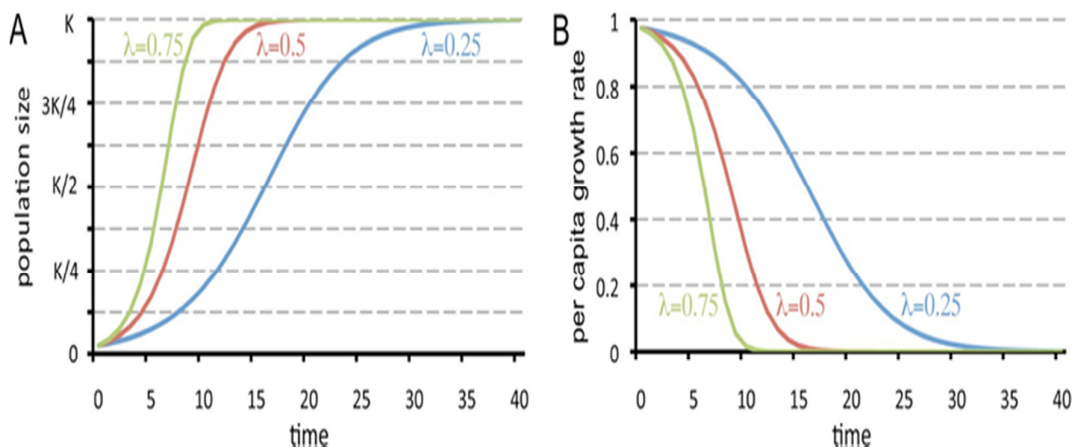 A
population size
K
3K/4
K/2
K/4
0
λ=0.75
λ=0.5
λ=0.25
0 5 10 15 20 25 30 35 40
time
B
per capita growth rate
1
0.8
0.6
0.4
0.2
0
λ=0.75
λ=0.5
λ=0.25
0 5 10 15 20 25 30 35 40
time